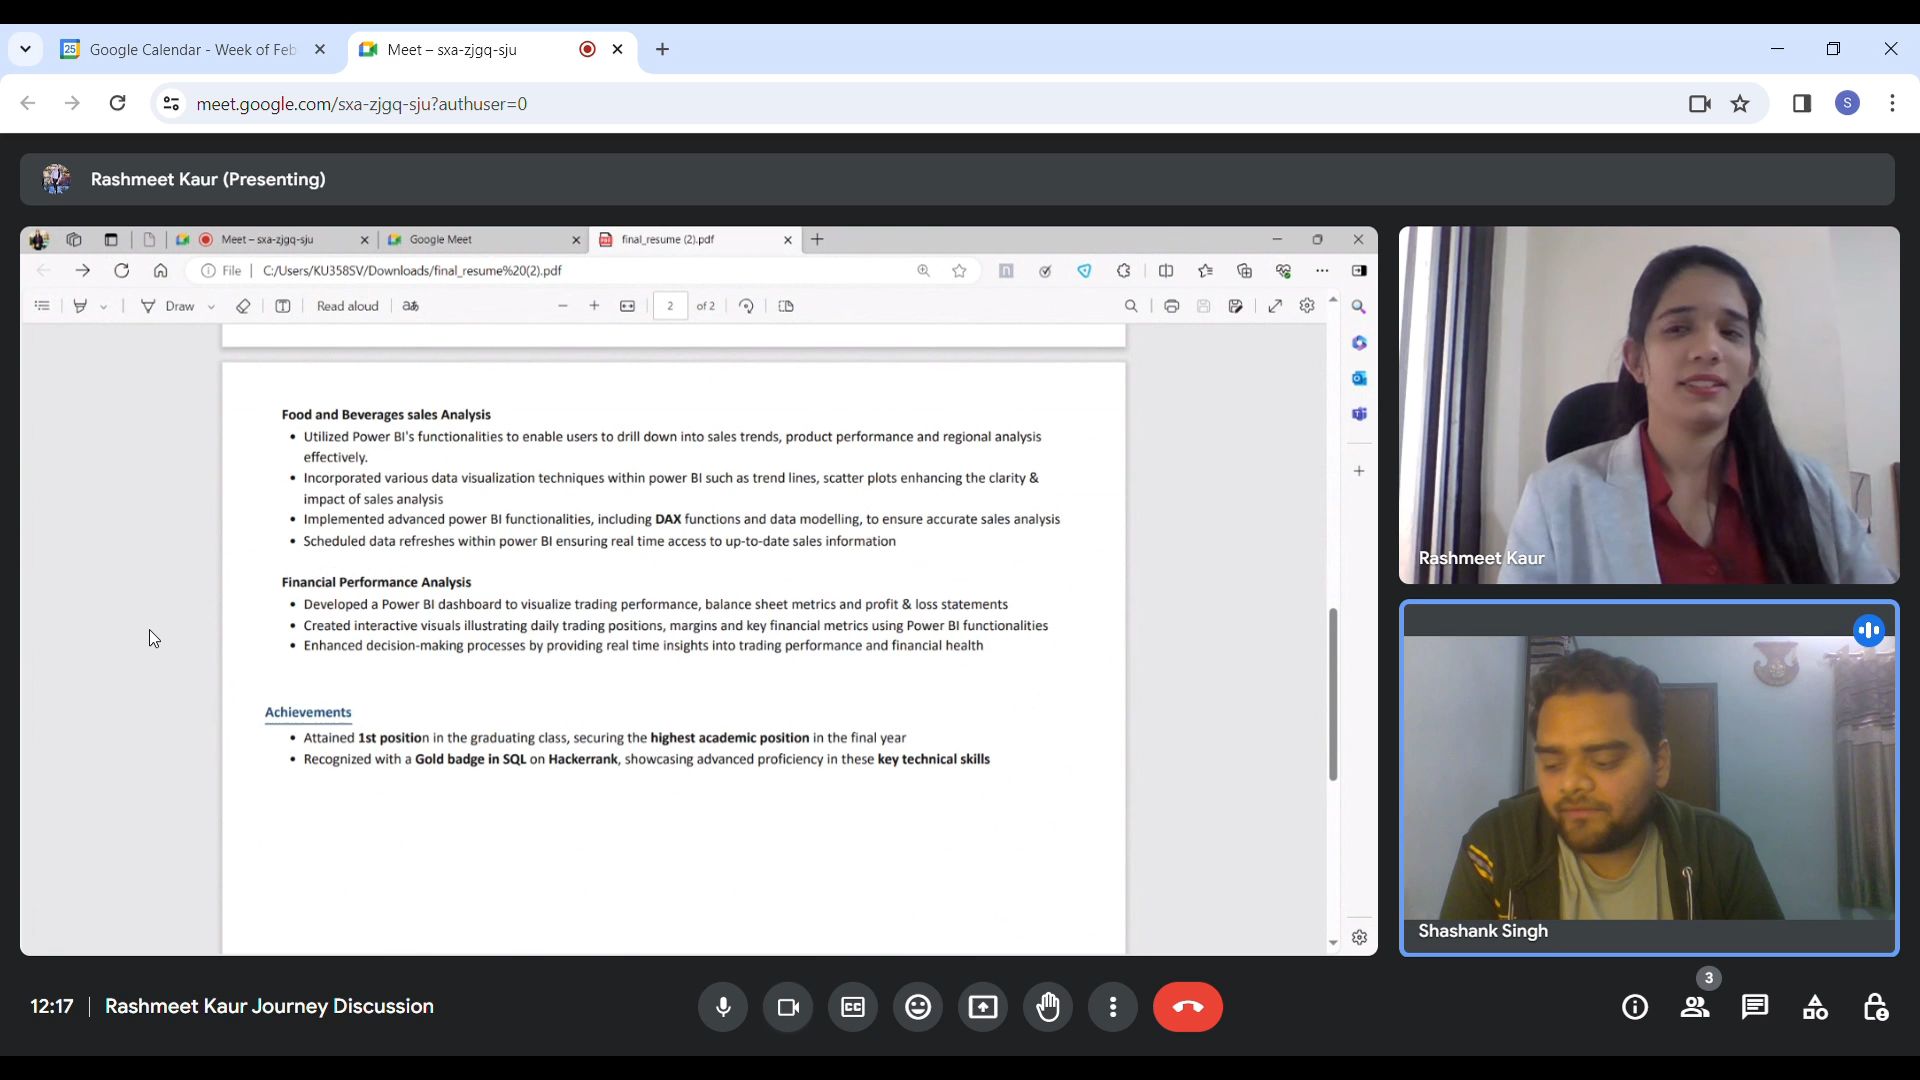 25 Google Calendar - Week of Feb
Meet – sxa-zjgq-sju
meet.google.com/sxa-zjgq-sju?authuser=0
S
Rashmeet Kaur (Presenting)
Meet – sxa-zjgq-sju
Google Meet
final_resume (2).pdf
File | C:/Users/KU358SV/Downloads/final_resume%20(2).pdf
Draw
Read aloud
aあ
2 of 2
Food and Beverages sales Analysis
• Utilized Power BI's functionalities to enable users to drill down into sales trends, product performance and regional analysis
effectively.
• Incorporated various data visualization techniques within power BI such as trend lines, scatter plots enhancing the clarity &
impact of sales analysis
• Implemented advanced power BI functionalities, including DAX functions and data modelling, to ensure accurate sales analysis
• Scheduled data refreshes within power BI ensuring real time access to up-to-date sales information
Financial Performance Analysis
• Developed a Power BI dashboard to visualize trading performance, balance sheet metrics and profit & loss statements
• Created interactive visuals illustrating daily trading positions, margins and key financial metrics using Power BI functionalities
• Enhanced decision-making processes by providing real time insights into trading performance and financial health
Achievements
• Attained 1st position in the graduating class, securing the highest academic position in the final year
• Recognized with a Gold badge in SQL on Hackerrank, showcasing advanced proficiency in these key technical skills
Rashmeet Kaur
Shashank Singh
12:17 | Rashmeet Kaur Journey Discussion
CC
3